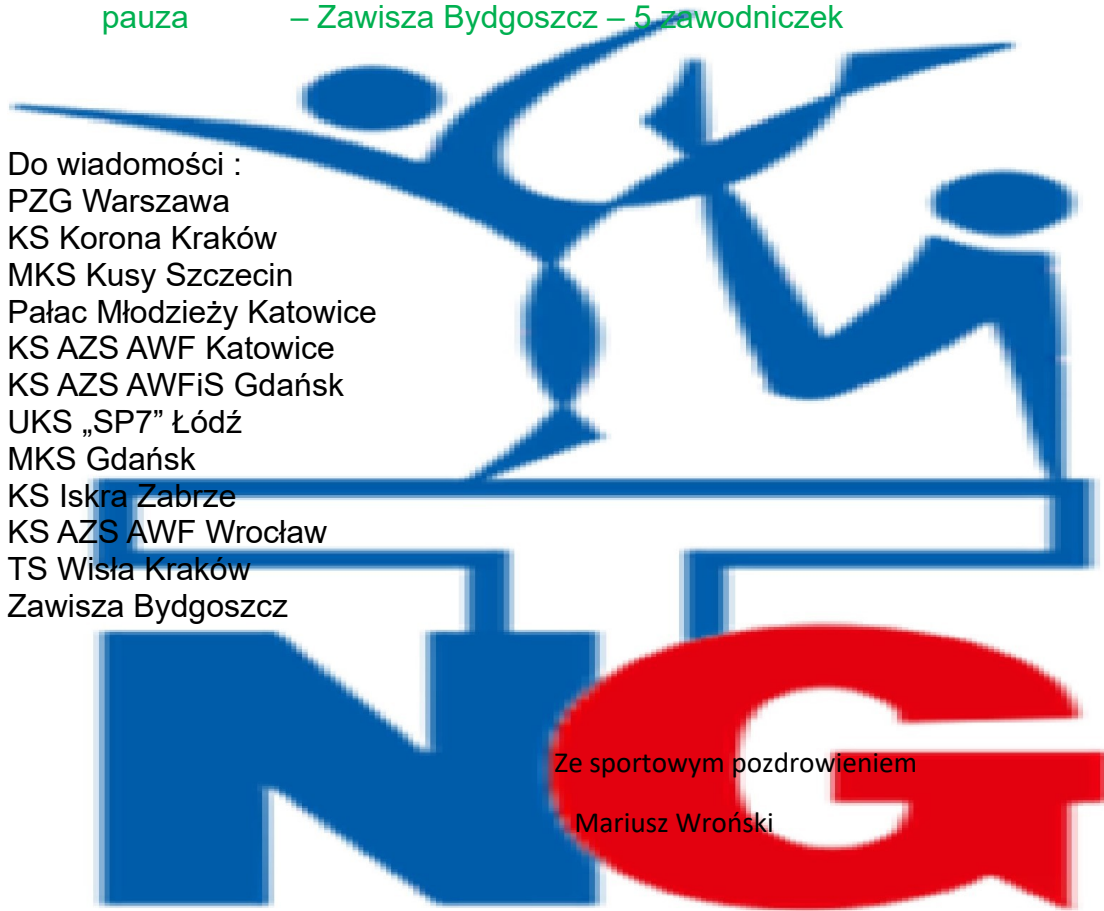 pauza – Zawisza Bydgoszcz – 5 zawodniczek
Do wiadomości :
PZG Warszawa
KS Korona Kraków
MKS Kusy Szczecin
Pałac Młodzieży Katowice
KS AZS AWF Katowice
KS AZS AWFiS Gdańsk
UKS „SP7” Łódź
MKS Gdańsk
KS Iskra Zabrze
KS AZS AWF Wrocław
TS Wisła Kraków
Zawisza Bydgoszcz
NG
Ze sportowym pozdrowieniem
Mariusz Wroński